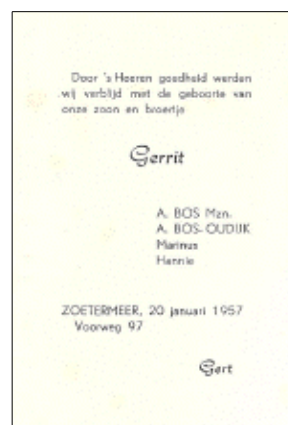 Door 's Heeren goedheid werden
wij verblijd met de geboorte van
onze zoon en broertje
Gerrit
A. BOS Mzn.
A. BOS-OUDIJK
Marinus
Hannie
ZOETERMEER, 20 januari 1957
Voorweg 97
Gert